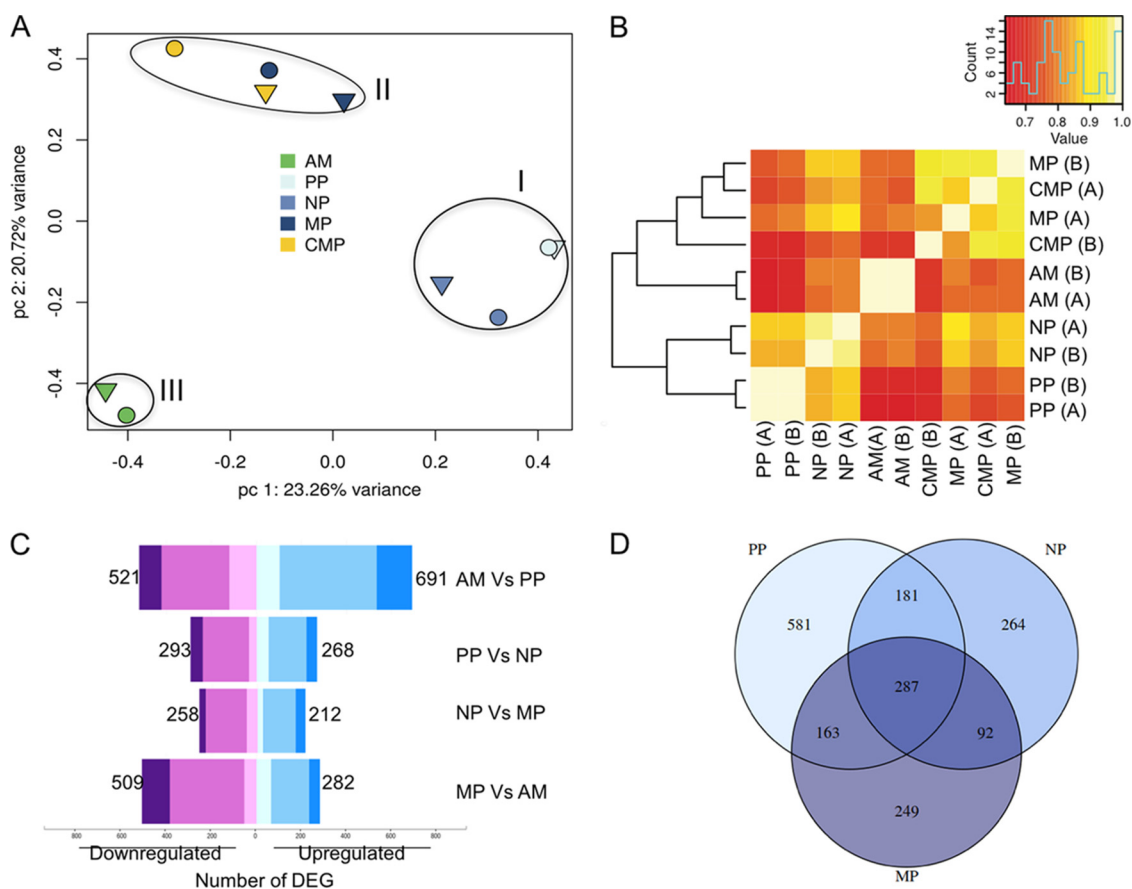 A
pc 2: 20.72% variance
0.4
0.2
0.0
-0.2
-0.4
II
I
III
AM
PP
NP
MP
CMP
-0.4
-0.2
0.0
0.2
0.4
pc 1: 23.26% variance
B
Count
2 6 10 14
0.7 0.8 0.9 1.0
Value
MP (B)
CMP (A)
MP (A)
CMP (B)
AM (B)
AM (A)
NP (A)
NP (B)
PP (B)
PP (A)
PP (A)
PP (B)
NP (B)
NP (A)
AM(A)
AM (B)
CMP (B)
MP (A)
CMP (A)
MP (B)
C
521 691 AM Vs PP
293 268 PP Vs NP
258 212 NP Vs MP
509 282 MP Vs AM
800 600 400 200 0 200 400 600 800
Downregulated Upregulated
Number of DEG
D
PP NP
181
581 264
287
163 92
249
MP